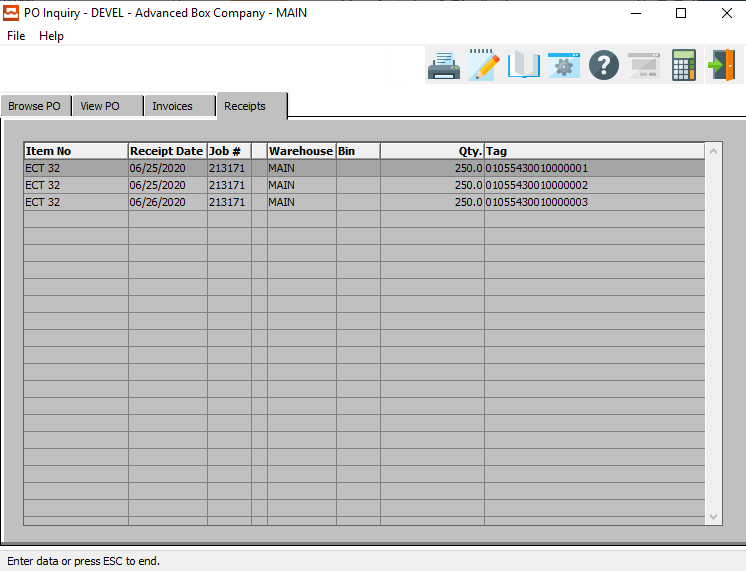 PO Inquiry - DEVEL - Advanced Box Company - MAIN
File Help
Browse PO View PO Invoices Receipts
Item No Receipt Date Job # Warehouse Bin Qty. Tag
ECT 32 06/25/2020 213171 MAIN 250.0 01055430010000001
ECT 32 06/25/2020 213171 MAIN 250.0 01055430010000002
ECT 32 06/26/2020 213171 MAIN 250.0 01055430010000003
Enter data or press ESC to end.